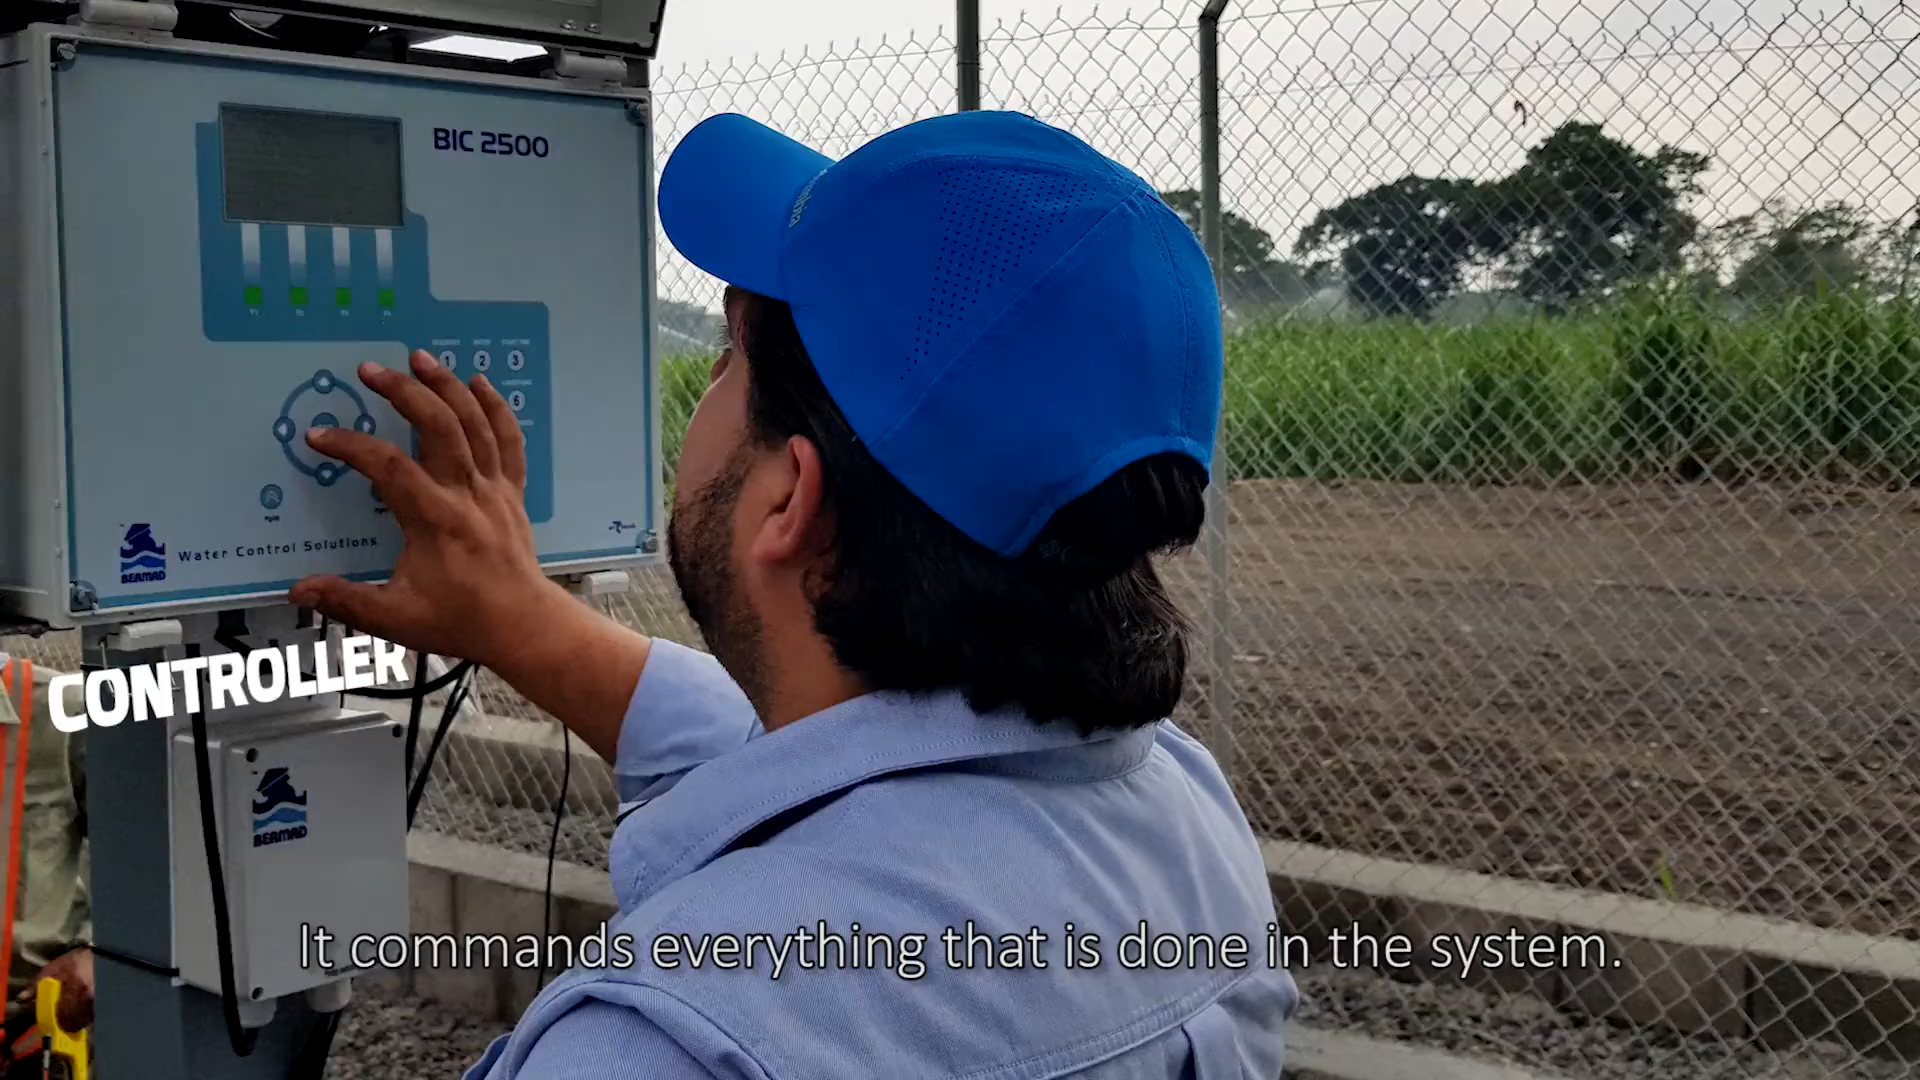 BIC 2500
1 2 3
6
Water Control Solutions
BERMAD
CONTROLLER
BERMAD
It commands everything that is done in the system.